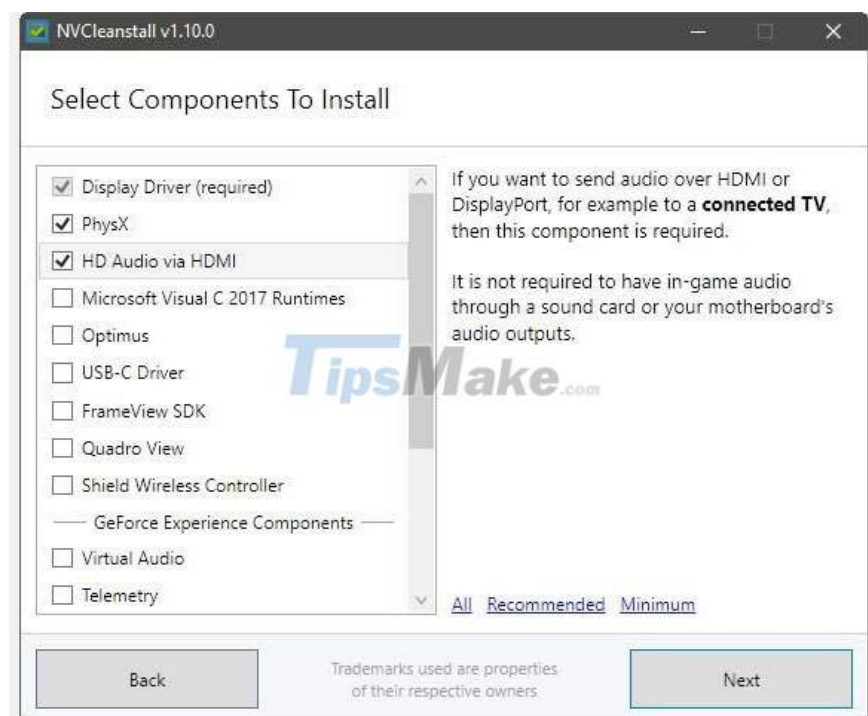 NVCleanstall v1.10.0
Select Components To Install
Display Driver (required)
PhysX
HD Audio via HDMI
Microsoft Visual C 2017 Runtimes
Optimus
USB-C Driver
FrameView SDK
Quadro View
Shield Wireless Controller
GeForce Experience Components
Virtual Audio
Telemetry
If you want to send audio over HDMI or
DisplayPort, for example to a connected TV,
then this component is required.
It is not required to have in-game audio
through a sound card or your motherboard's
audio outputs.
TipsMake.com
All Recommended Minimum
Back
Trademarks used are properties
of their respective owners
Next